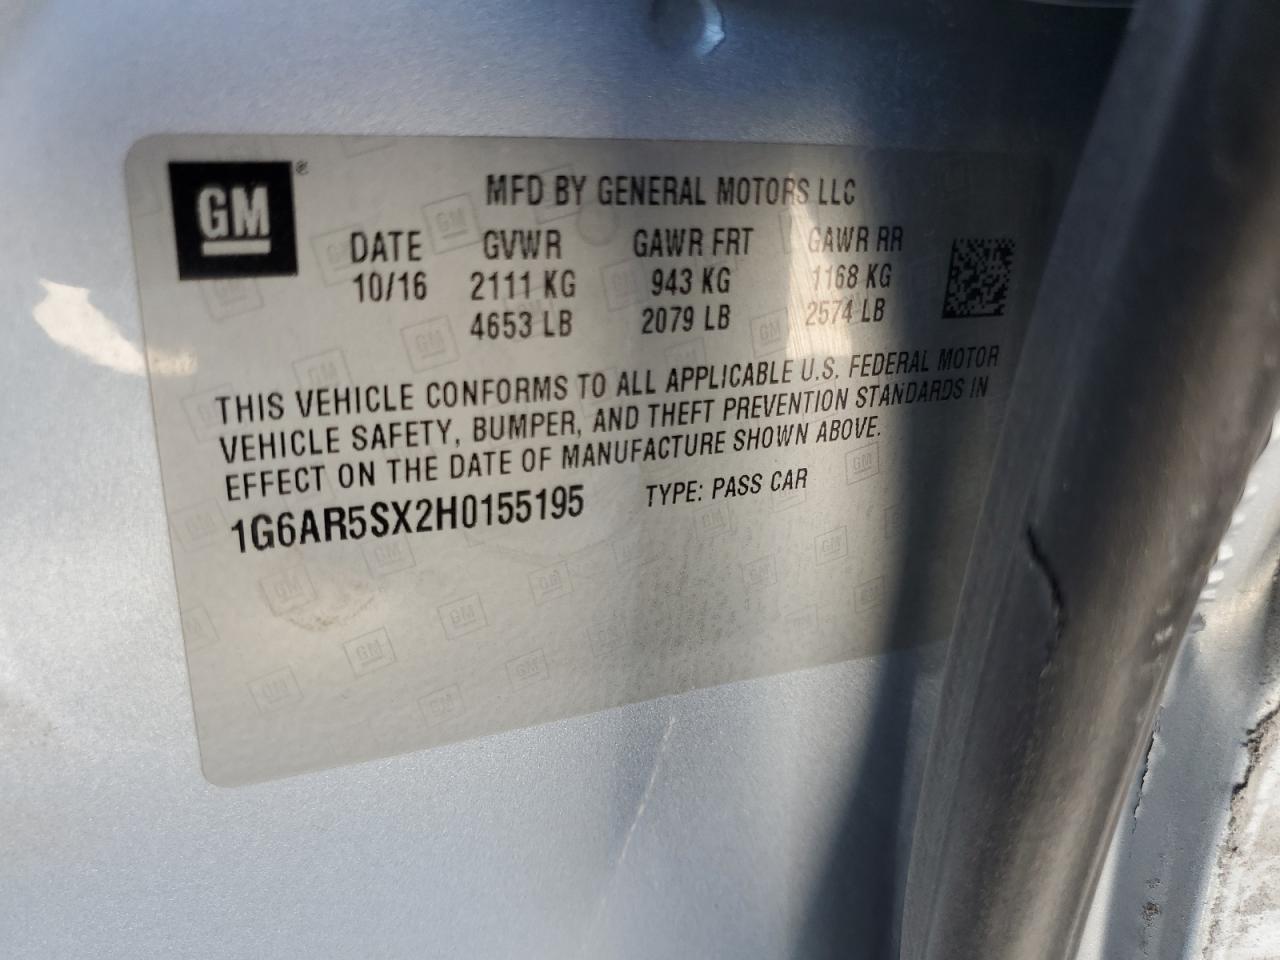 GM
MFD BY GENERAL MOTORS LLC
DATE GVWR GAWR FRT GAWR RR
10/16 2111 KG 943 KG 1168 KG
4653 LB 2079 LB 2574 LB
THIS VEHICLE CONFORMS TO ALL APPLICABLE U.S. FEDERAL MOTOR
VEHICLE SAFETY, BUMPER, AND THEFT PREVENTION STANDARDS IN
EFFECT ON THE DATE OF MANUFACTURE SHOWN ABOVE.
1G6AR5SX2H0155195 TYPE: PASS CAR